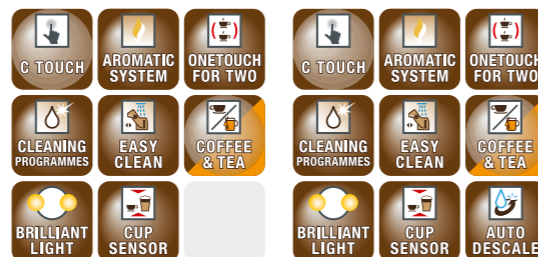 C TOUCH
AROMATIC
SYSTEM
ONETOUCH
FOR TWO
CLEANING
PROGRAMMES
EASY
CLEAN
COFFEE
& TEA
BRILLIANT
LIGHT
CUP
SENSOR
C TOUCH
AROMATIC
SYSTEM
ONETOUCH
FOR TWO
CLEANING
PROGRAMMES
EASY
CLEAN
COFFEE
& TEA
BRILLIANT
LIGHT
CUP
SENSOR
AUTO
DESCALE